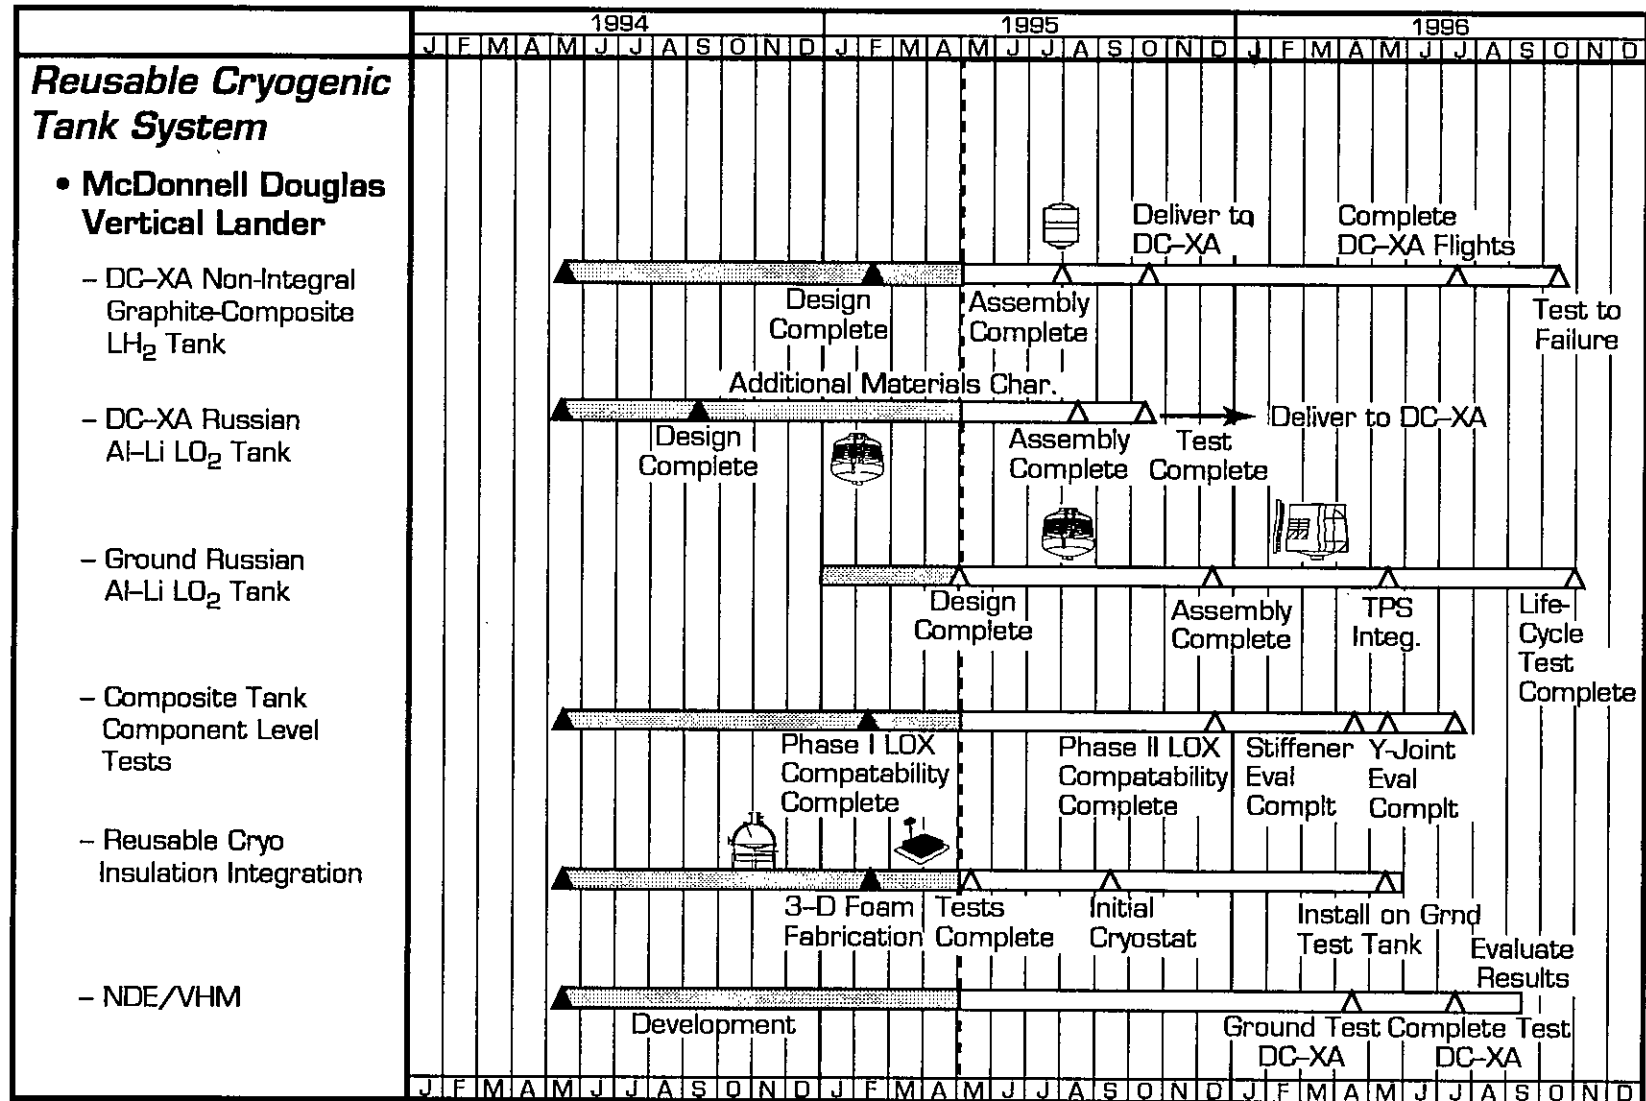 1994 1995 1996
J F M A M J J A S O N D J F M A M J J A S O N D J F M A M J J A S O N D
Reusable Cryogenic
Tank System
• McDonnell Douglas
Vertical Lander
Deliver to
DC–XA
Complete
DC–XA Flights
– DC–XA Non-Integral
Graphite-Composite
LH2 Tank
Design
Complete
Assembly
Complete
Test to
Failure
Additional Materials Char.
– DC–XA Russian
Al–Li LO2 Tank
Design
Complete
Assembly
Complete
Test
Complete
Deliver to DC–XA
– Ground Russian
Al–Li LO2 Tank
Design
Complete
Assembly
Complete
TPS
Integ.
Life-
Cycle
Test
Complete
– Composite Tank
Component Level
Tests
Phase I LOX
Compatability
Complete
Phase II LOX
Compatability
Complete
Stiffener
Eval
Complt
Y-Joint
Eval
Complt
– Reusable Cryo
Insulation Integration
3–D Foam
Fabrication
Tests
Complete
Initial
Cryostat
Install on Grnd
Test Tank
Evaluate
Results
– NDE/VHM
Development
Ground Test
DC–XA
Complete Test
DC–XA
J F M A M J J A S O N D J F M A M J J A S O N D J F M A M J J A S O N D